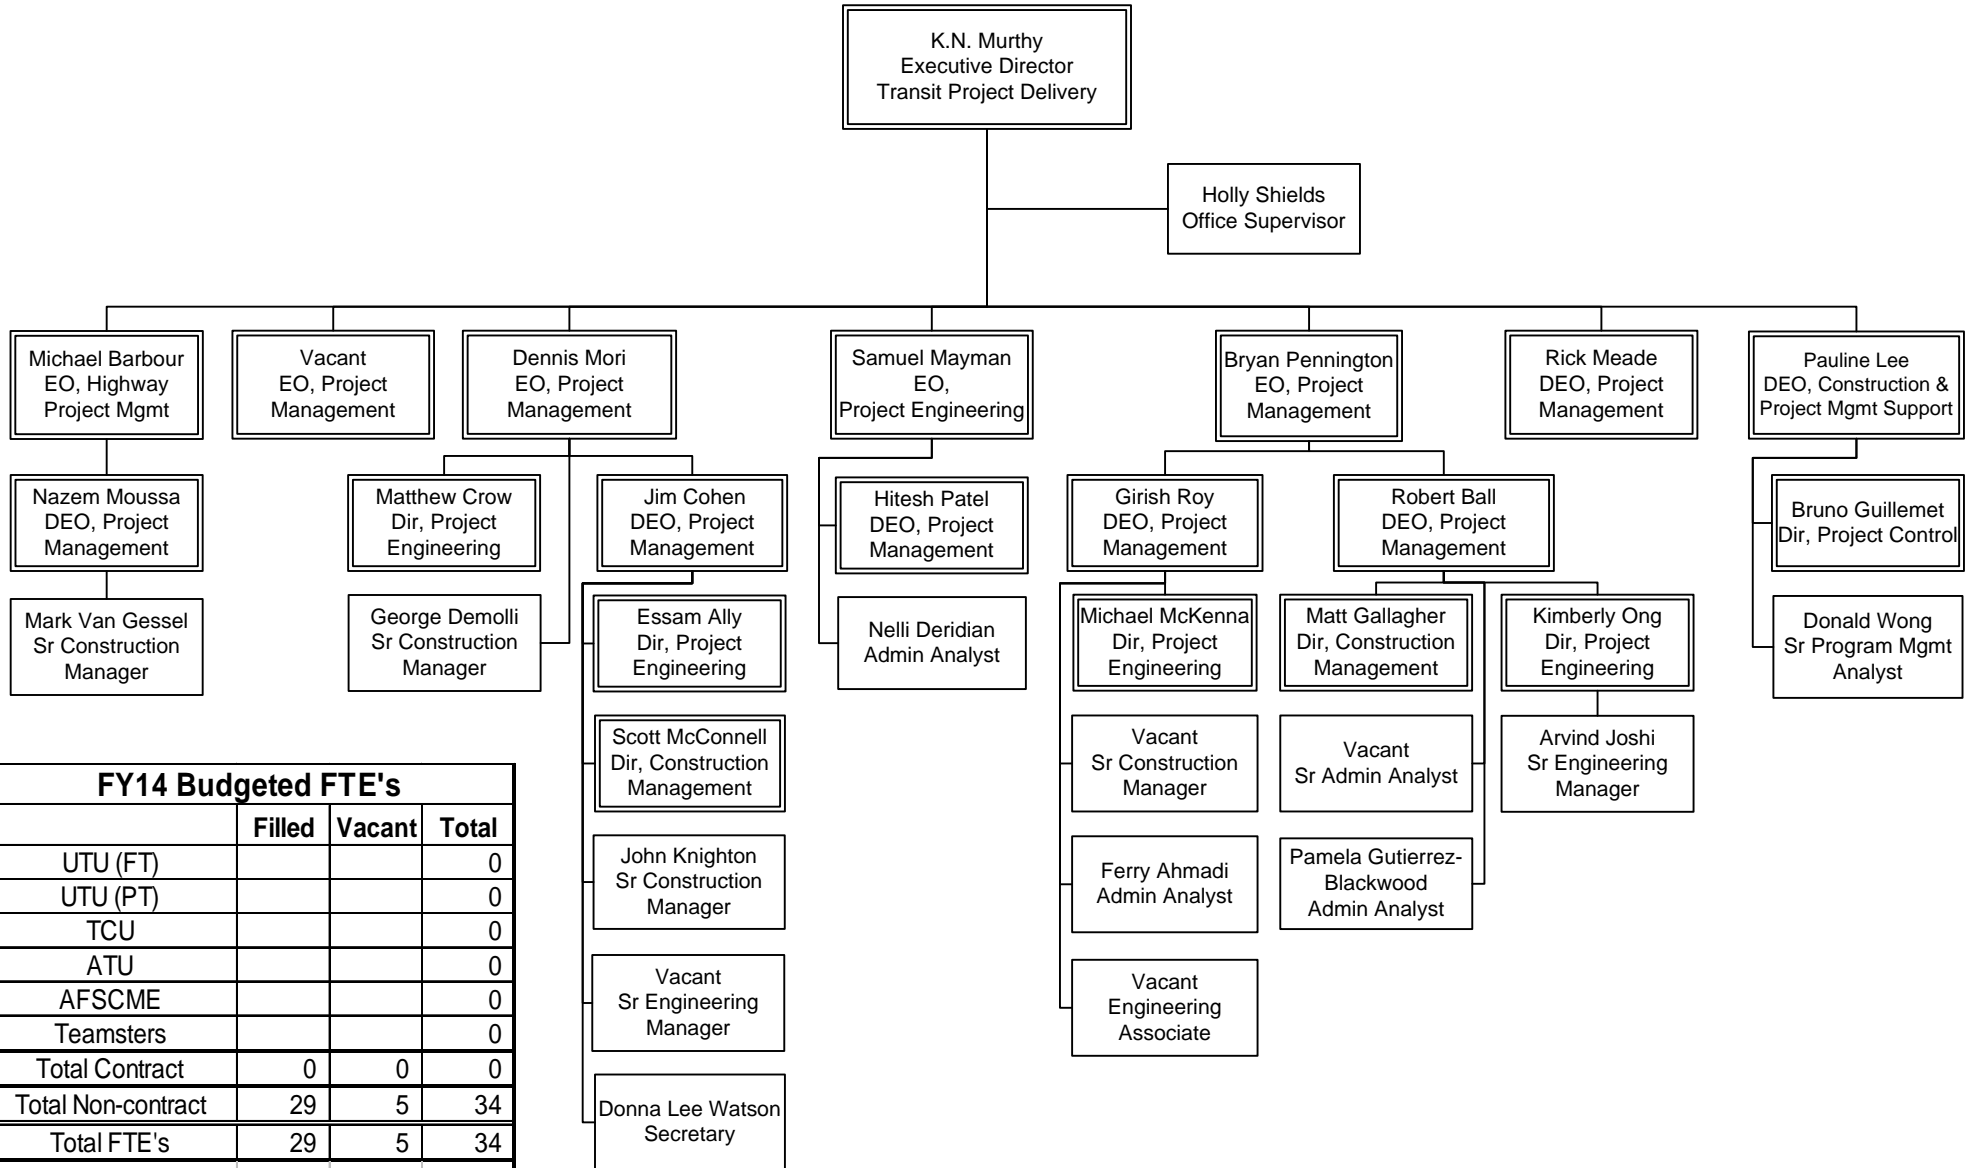 K.N. Murthy
Executive Director
Transit Project Delivery
Holly Shields
Office Supervisor
Michael Barbour
EO, Highway
Project Mgmt
Vacant
EO, Project
Management
Dennis Mori
EO, Project
Management
Samuel Mayman
EO,
Project Engineering
Bryan Pennington
EO, Project
Management
Rick Meade
DEO, Project
Management
Pauline Lee
DEO, Construction &
Project Mgmt Support
Nazem Moussa
DEO, Project
Management
Matthew Crow
Dir, Project
Engineering
Jim Cohen
DEO, Project
Management
Hitesh Patel
DEO, Project
Management
Girish Roy
DEO, Project
Management
Robert Ball
DEO, Project
Management
Bruno Guillemet
Dir, Project Control
Mark Van Gessel
Sr Construction
Manager
George Demolli
Sr Construction
Manager
Essam Ally
Dir, Project
Engineering
Nelli Deridian
Admin Analyst
Michael McKenna
Dir, Project
Engineering
Matt Gallagher
Dir, Construction
Management
Kimberly Ong
Dir, Project
Engineering
Donald Wong
Sr Program Mgmt
Analyst
Scott McConnell
Dir, Construction
Management
Vacant
Sr Construction
Manager
Vacant
Sr Admin Analyst
Arvind Joshi
Sr Engineering
Manager
John Knighton
Sr Construction
Manager
Ferry Ahmadi
Admin Analyst
Pamela Gutierrez-
Blackwood
Admin Analyst
Vacant
Sr Engineering
Manager
Vacant
Engineering
Associate
Donna Lee Watson
Secretary
FY14 Budgeted FTE's
Filled Vacant Total
UTU (FT) 0
UTU (PT) 0
TCU 0
ATU 0
AFSCME 0
Teamsters 0
Total Contract 0 0 0
Total Non-contract 29 5 34
Total FTE's 29 5 34